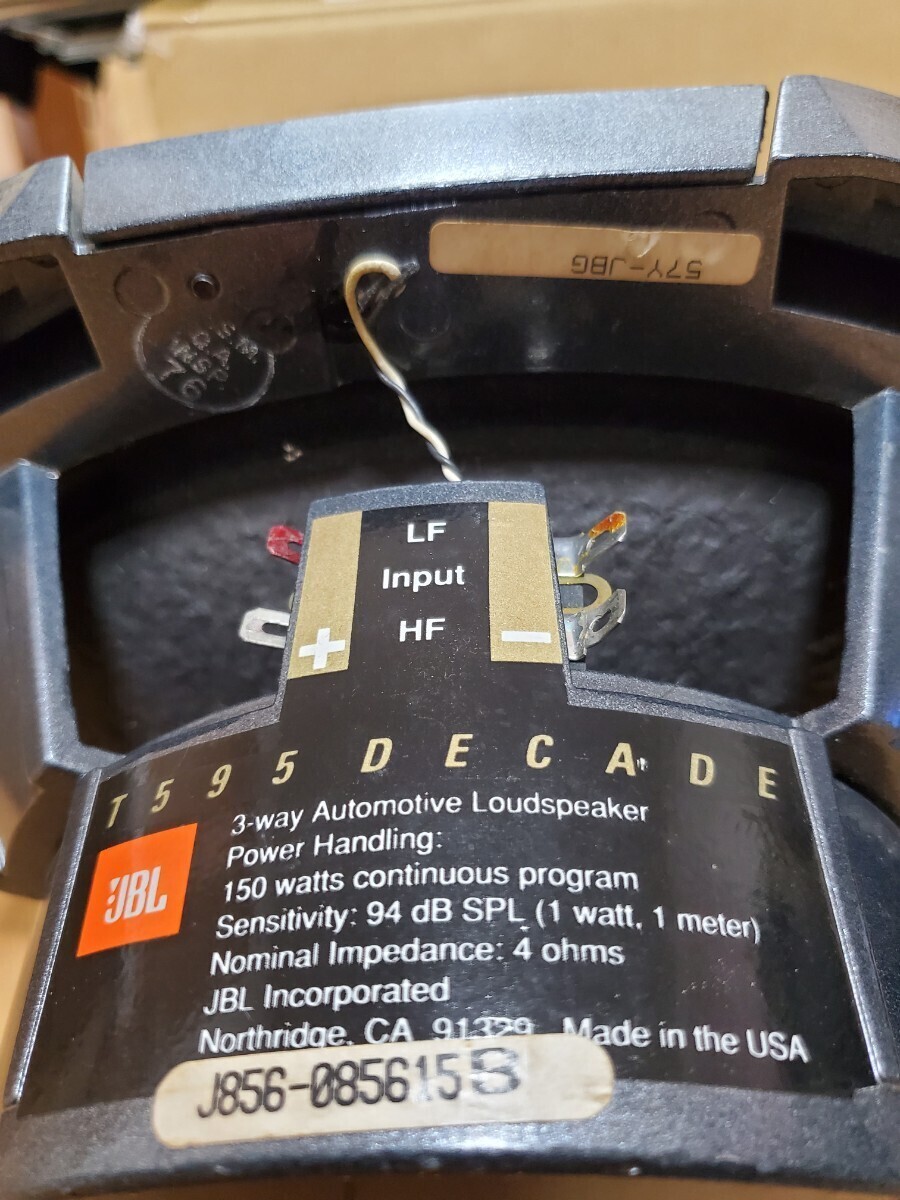 57Y-JBG
LF
Input
HF
+ −
T595 DECADE
3-way Automotive Loudspeaker
Power Handling:
150 watts continuous program
Sensitivity: 94 dB SPL (1 watt, 1 meter)
Nominal Impedance: 4 ohms
JBL Incorporated
Northridge, CA 91329 Made in the USA
JBL
J856-0856153